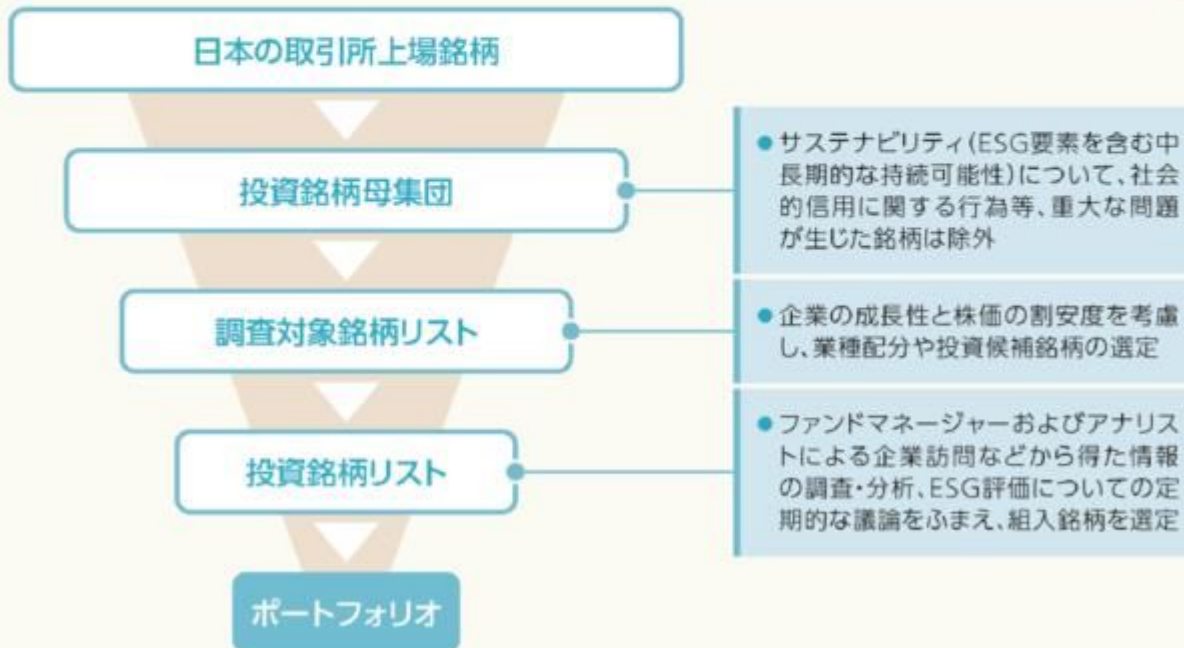 日本の取引所上場銘柄
投資銘柄母集団
●サステナビリティ(ESG要素を含む中
長期的な持続可能性)について、社会
的信用に関する行為等、重大な問題
が生じた銘柄は除外
調査対象銘柄リスト
●企業の成長性と株価の割安度を考慮
し、業種配分や投資候補銘柄の選定
投資銘柄リスト
●ファンドマネージャーおよびアナリス
トによる企業訪問などから得た情報
の調査・分析、ESG評価についての定
期的な議論をふまえ、組入銘柄を選定
ポートフォリオ